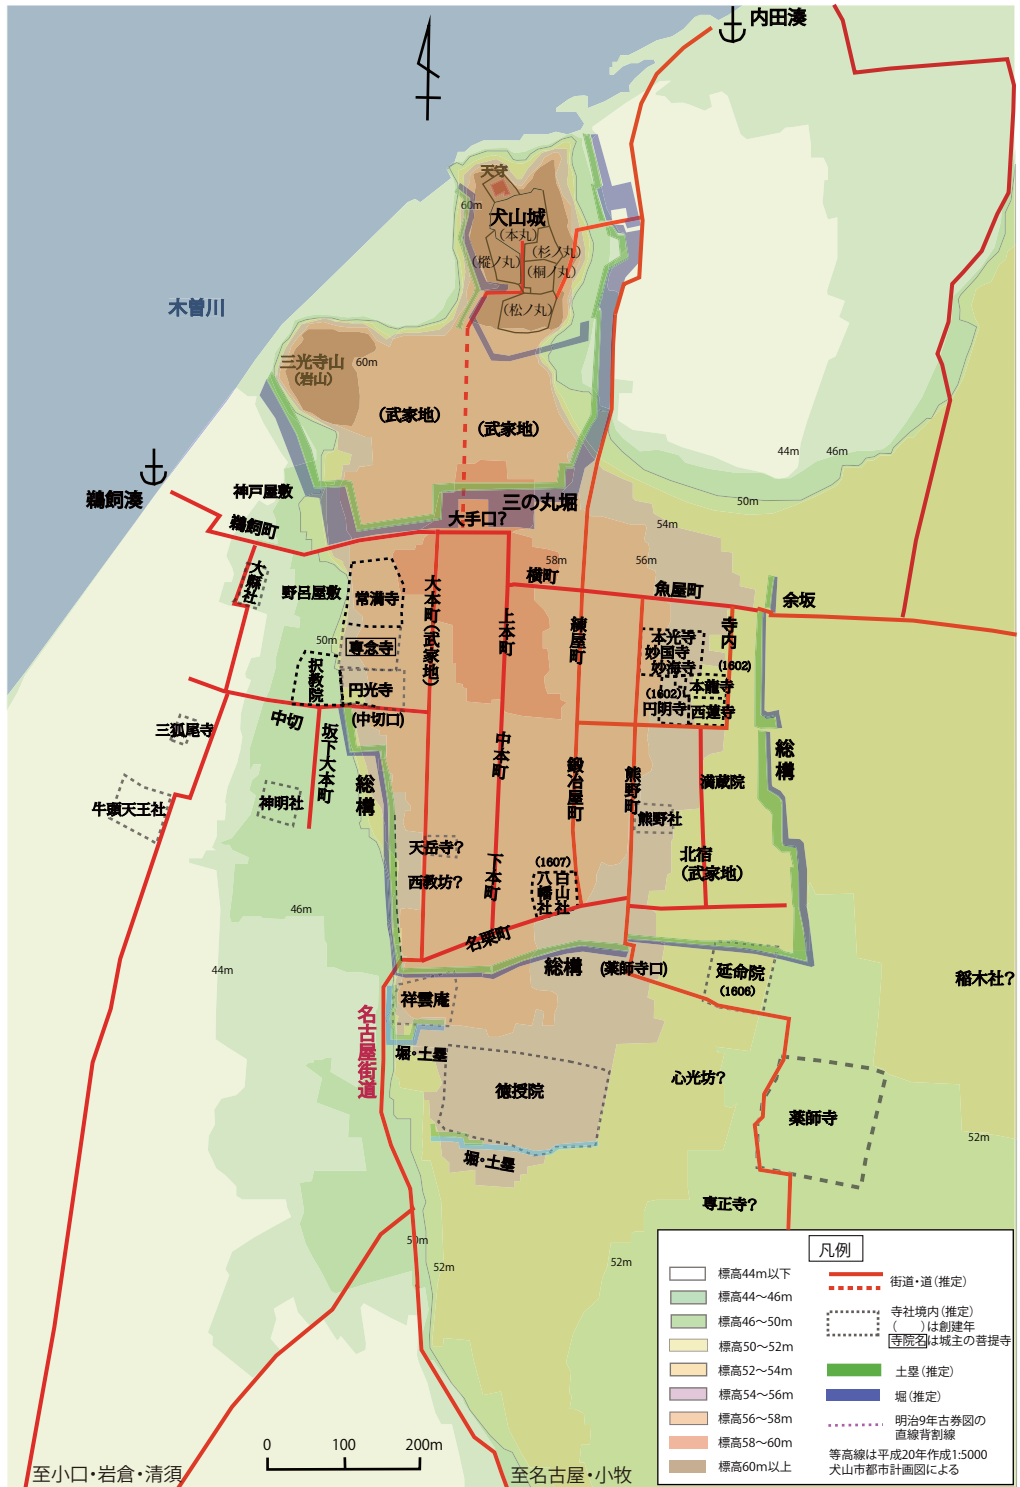 内田湊
天守
60m
犬山城
(本丸)
(杉ノ丸)
(樅ノ丸)
(桐ノ丸)
(松ノ丸)
木曽川
三光寺山
(岩山)
60m
(武家地)
(武家地)
44m
46m
鵜飼湊
神戸屋敷
三の丸堀
50m
大手口?
54m
鵜飼町
58m
56m
横町
大縣社
野呂屋敷
常満寺
大本町(武家地)
上本町
練屋町
魚屋町
余坂
寺内
(1602)
50m
専念寺
本光寺
妙国寺
妙海寺
択教院
円光寺
(1602)
本龍寺
円明寺
西蓮寺
中切
(中切口)
三狐尾寺
坂下大本町
中本町
総構
総構
鍛冶屋町
熊野町
満蔵院
牛頭天王社
神明社
熊野社
天岳寺?
西教坊?
下本町
(1607)
八幡社
白山社
北宿
(武家地)
46m
名栗町
44m
総構
(薬師寺口)
延命院
(1606)
稲木社?
祥雲庵
名古屋街道
堀・土塁
徳授院
心光坊?
薬師寺
52m
堀・土塁
専正寺?
50m
52m
52m
凡例
標高44m以下
標高44〜46m
標高46〜50m
標高50〜52m
標高52〜54m
標高54〜56m
標高56〜58m
標高58〜60m
標高60m以上
街道・道(推定)
寺社境内(推定)
(　　)は創建年
寺院名は城主の菩提寺
土塁(推定)
堀(推定)
明治9年古券図の
直線背割線
等高線は平成20年作成1:5000
犬山市都市計画図による
0 100 200m
至小口・岩倉・清須
至名古屋・小牧